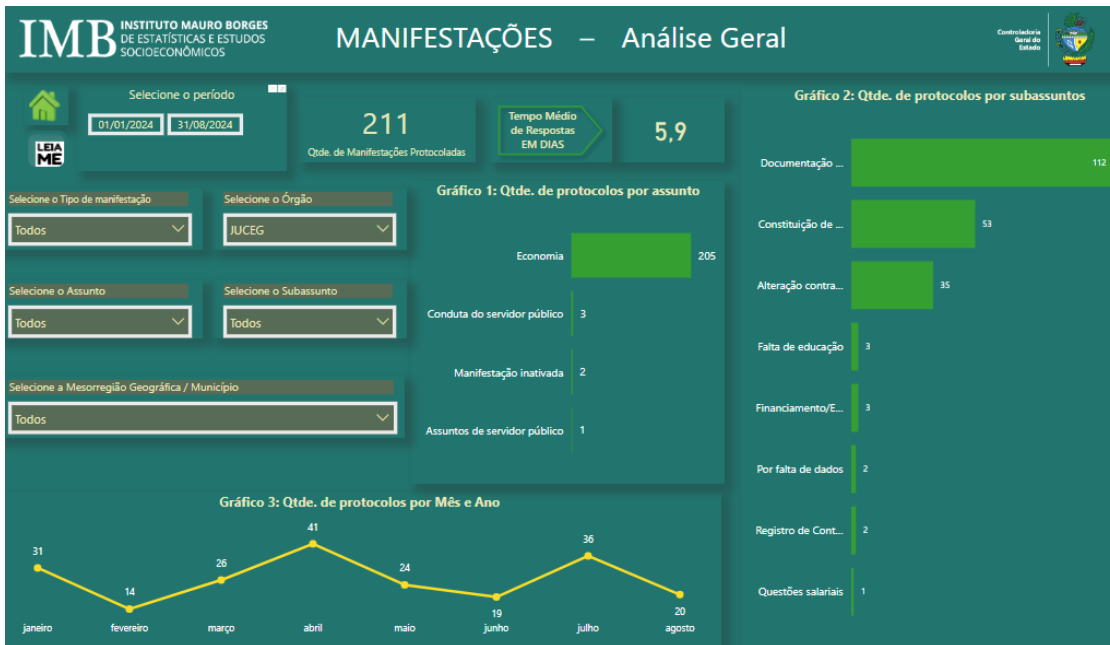 IMB
INSTITUTO MAURO BORGES
DE ESTATÍSTICAS E ESTUDOS
SOCIOECONÔMICOS
MANIFESTAÇÕES – Análise Geral
Controladoria
Geral do
Estado
Selecione o período
01/01/2024 31/08/2024
LEIA
ME
211
Qtde. de Manifestações Protocoladas
Tempo Médio
de Respostas
EM DIAS
5,9
Selecione o Tipo de manifestação
Todos
Selecione o Órgão
JUCEG
Selecione o Assunto
Todos
Selecione o Subassunto
Todos
Selecione a Mesorregião Geográfica / Município
Todos
Gráfico 1: Qtde. de protocolos por assunto
Economia 205
Conduta do servidor público 3
Manifestação inativada 2
Assuntos de servidor público 1
Gráfico 2: Qtde. de protocolos por subassuntos
Documentação ... 112
Constituição de ... 53
Alteração contra... 35
Falta de educação 3
Financiamento/E... 3
Por falta de dados 2
Registro de Cont... 2
Questões salariais 1
Gráfico 3: Qtde. de protocolos por Mês e Ano
31 14 26 41 24 19 36 20
janeiro fevereiro março abril maio junho julho agosto